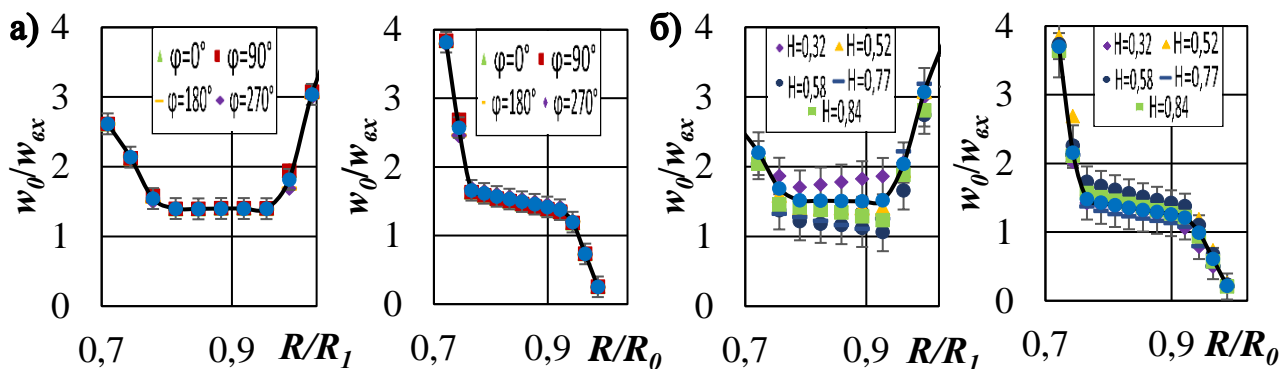 а)
4
3
2
1
0
w₀/wвх
φ=0° φ=90°
φ=180° φ=270°
0,7 0,9 R/R₁
4
3
2
1
0
w₀/wвх
φ=0° φ=90°
φ=180° φ=270°
0,7 0,9 R/R₀
б)
4
3
2
1
0
w₀/wвх
H=0,32 H=0,52
H=0,58 H=0,77
H=0,84
0,7 0,9 R/R₁
4
3
2
1
0
w₀/wвх
H=0,32 H=0,52
H=0,58 H=0,77
H=0,84
0,7 0,9 R/R₀